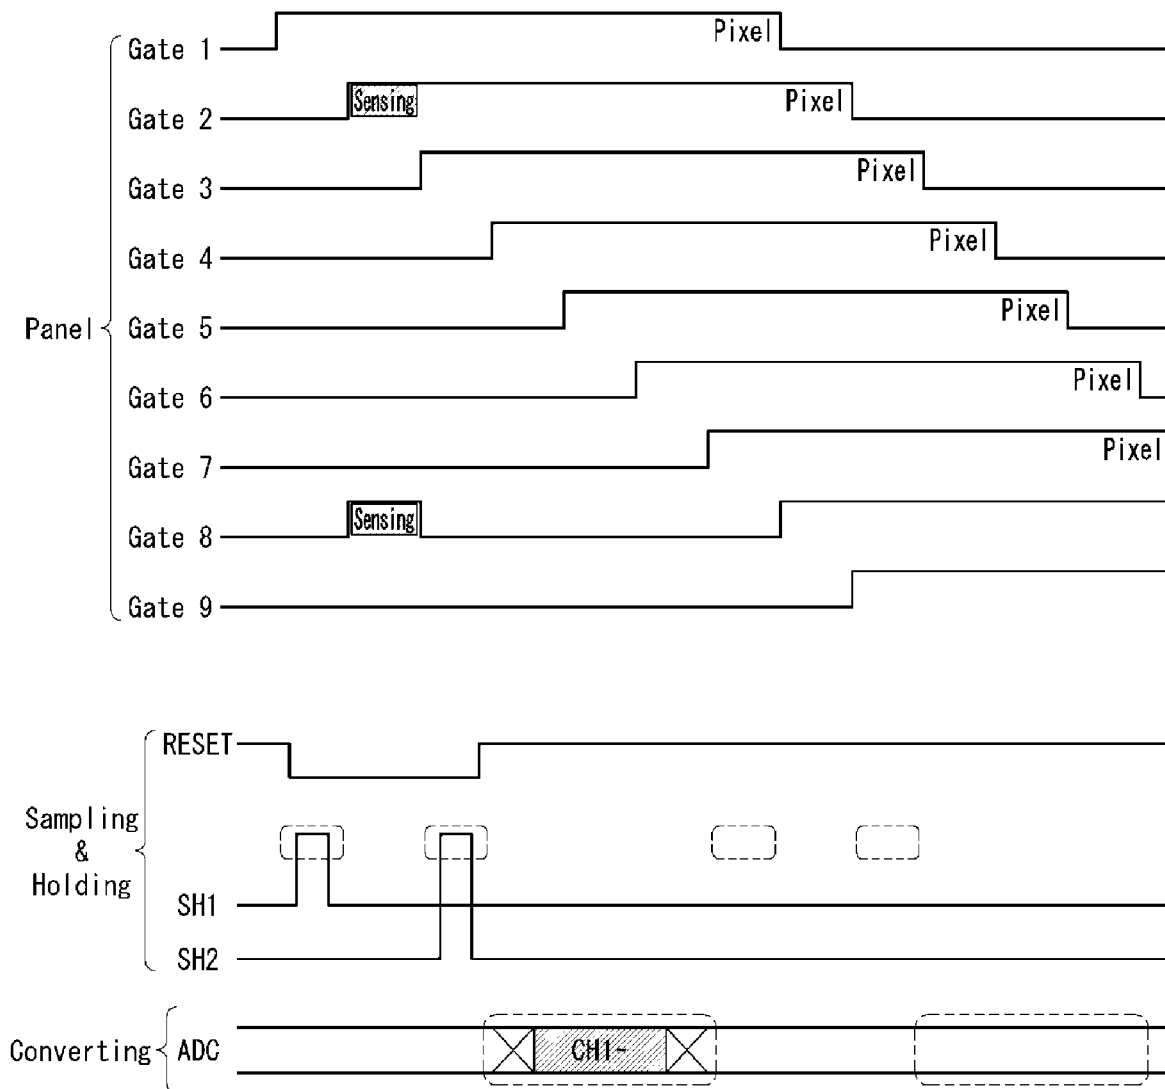 Pixel
Gate 1
Sensing
Pixel
Gate 2
Pixel
Gate 3
Pixel
Gate 4
Pixel
Panel
Gate 5
Pixel
Gate 6
Pixel
Gate 7
Sensing
Gate 8
Gate 9
RESET
Sampling
&
Holding
SH1
SH2
Converting
ADC
CH1~